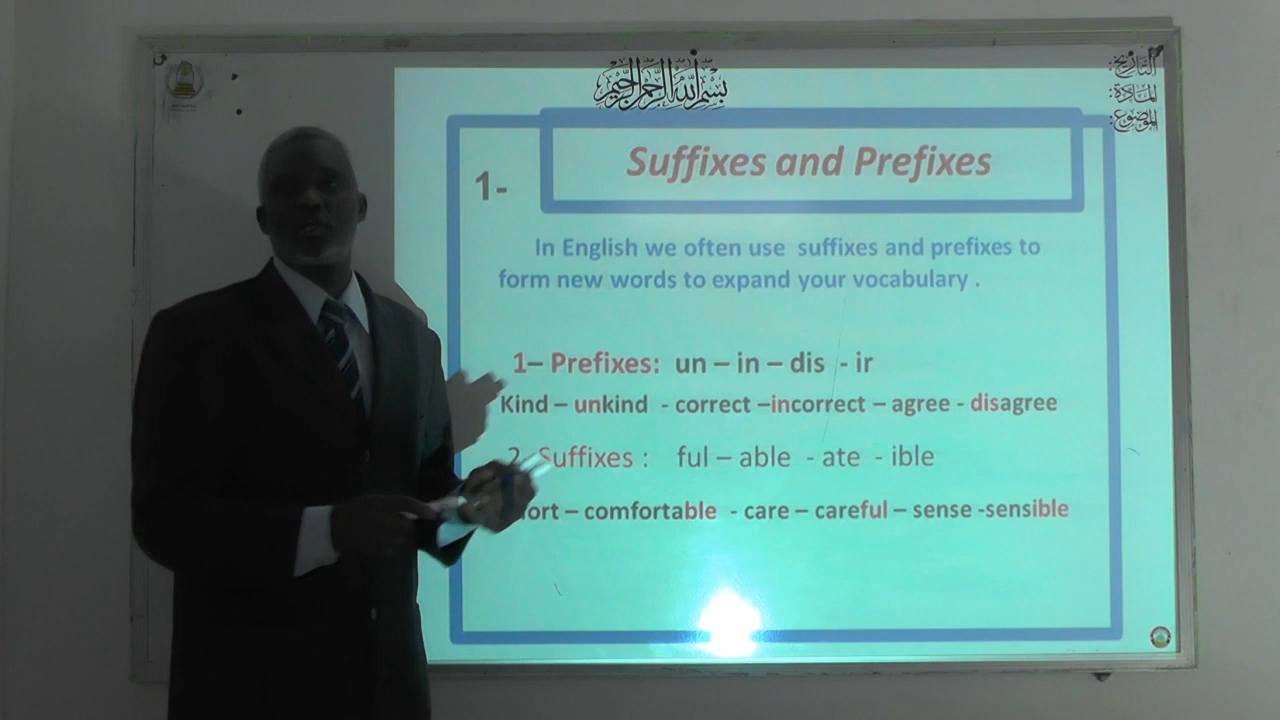 بسم الله الرحمن الرحيم
التاريخ:
المادة:
الموضوع:
Suffixes and Prefixes
1-
In English we often use suffixes and prefixes to
form new words to expand your vocabulary .
1– Prefixes: un – in – dis - ir
Kind – unkind - correct –incorrect – agree - disagree
2- Suffixes : ful – able - ate - ible
– comfortable - care – careful – sense -sensible